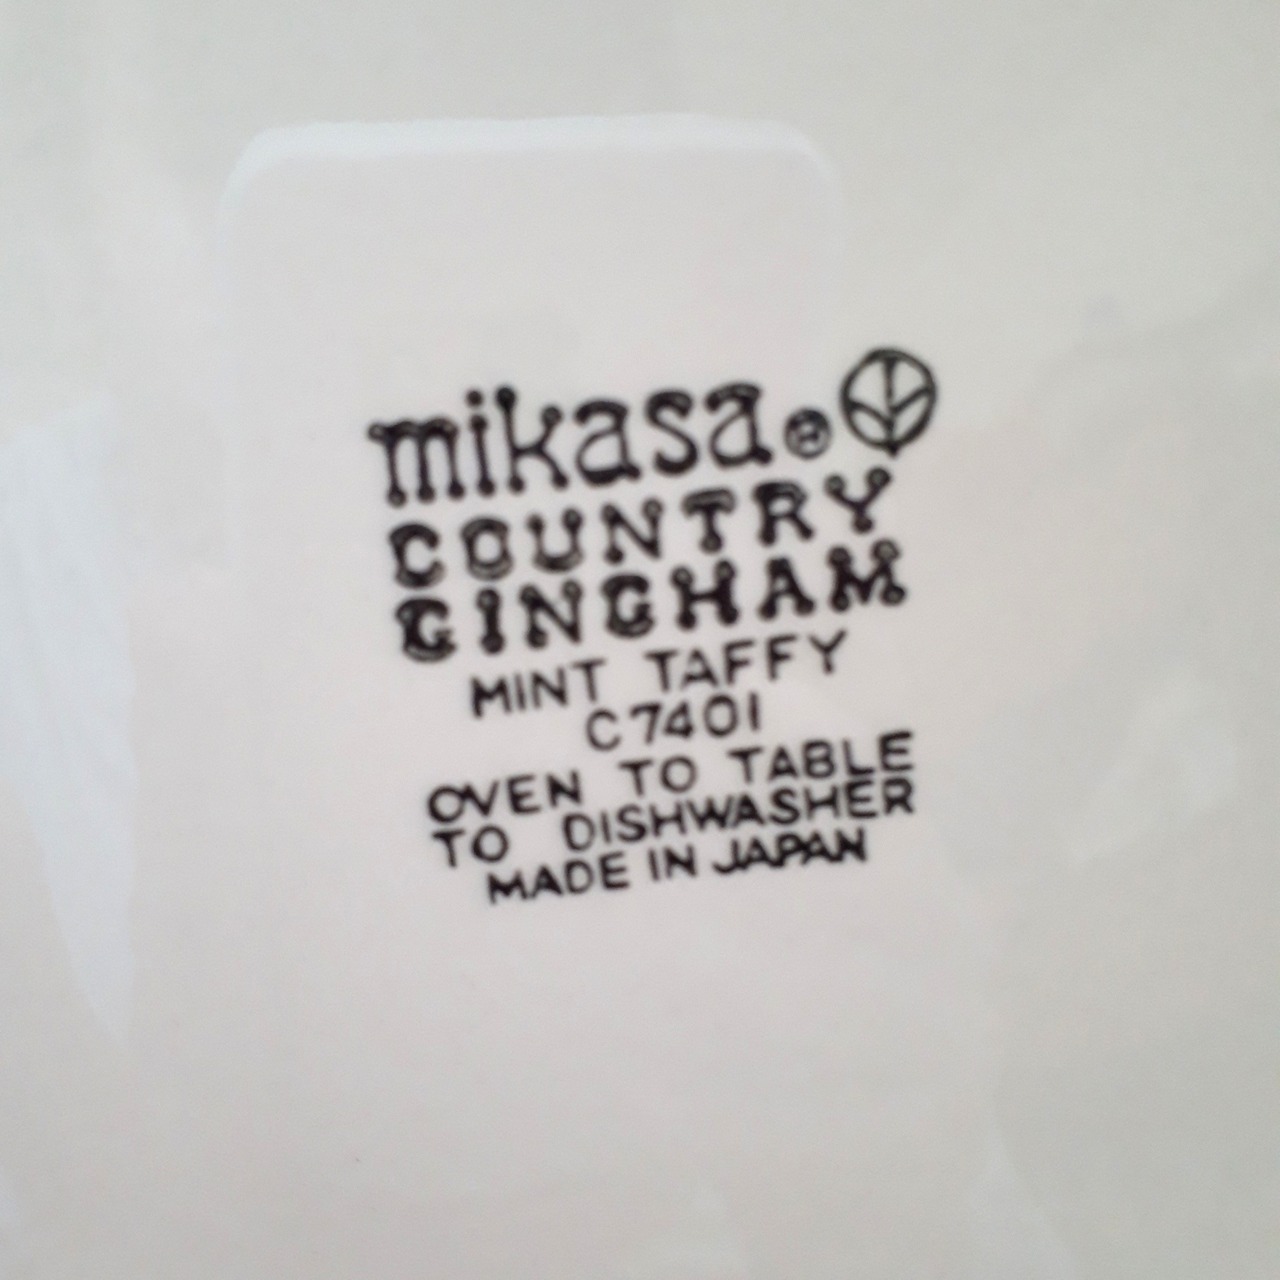 mikasa ®
COUNTRY
GINGHAM
MINT TAFFY
C7401
OVEN TO TABLE
TO DISHWASHER
MADE IN JAPAN